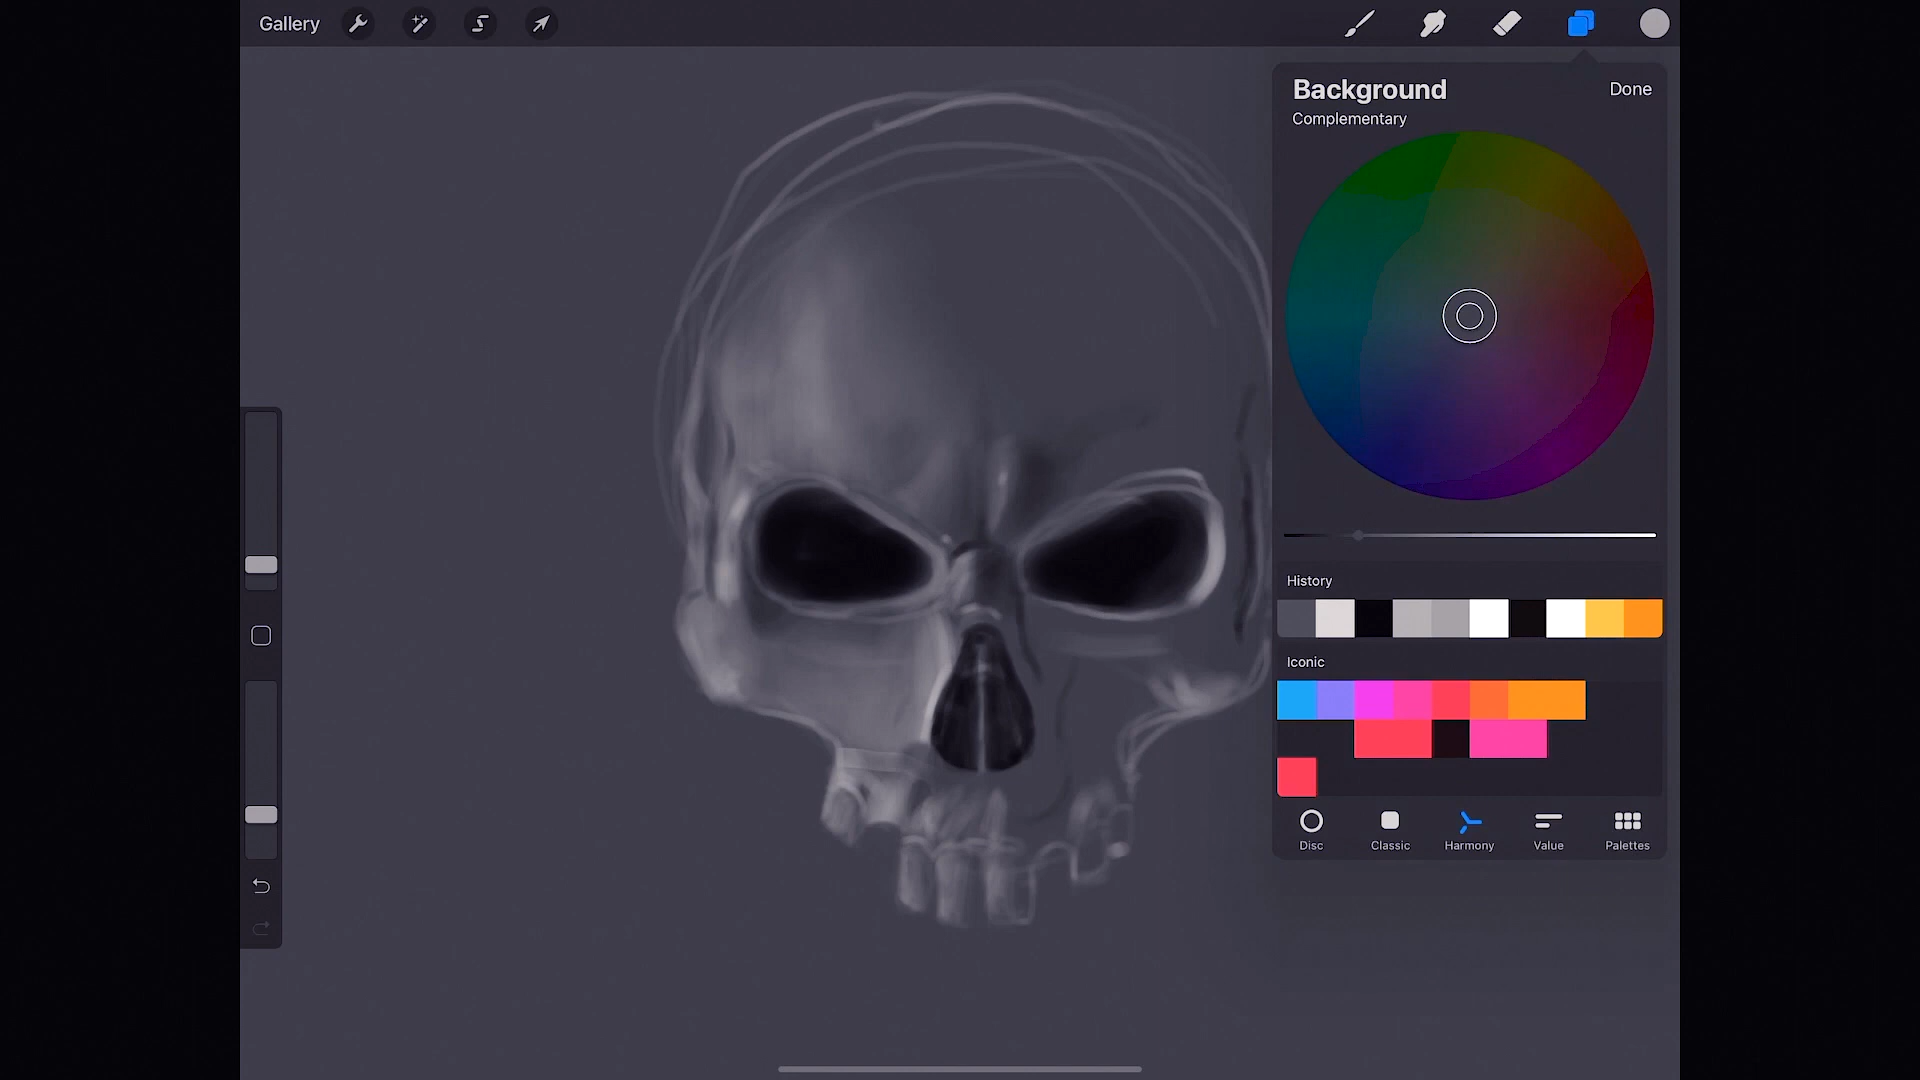 Gallery
Background
Done
Complementary
History
Iconic
Disc
Classic
Harmony
Value
Palettes